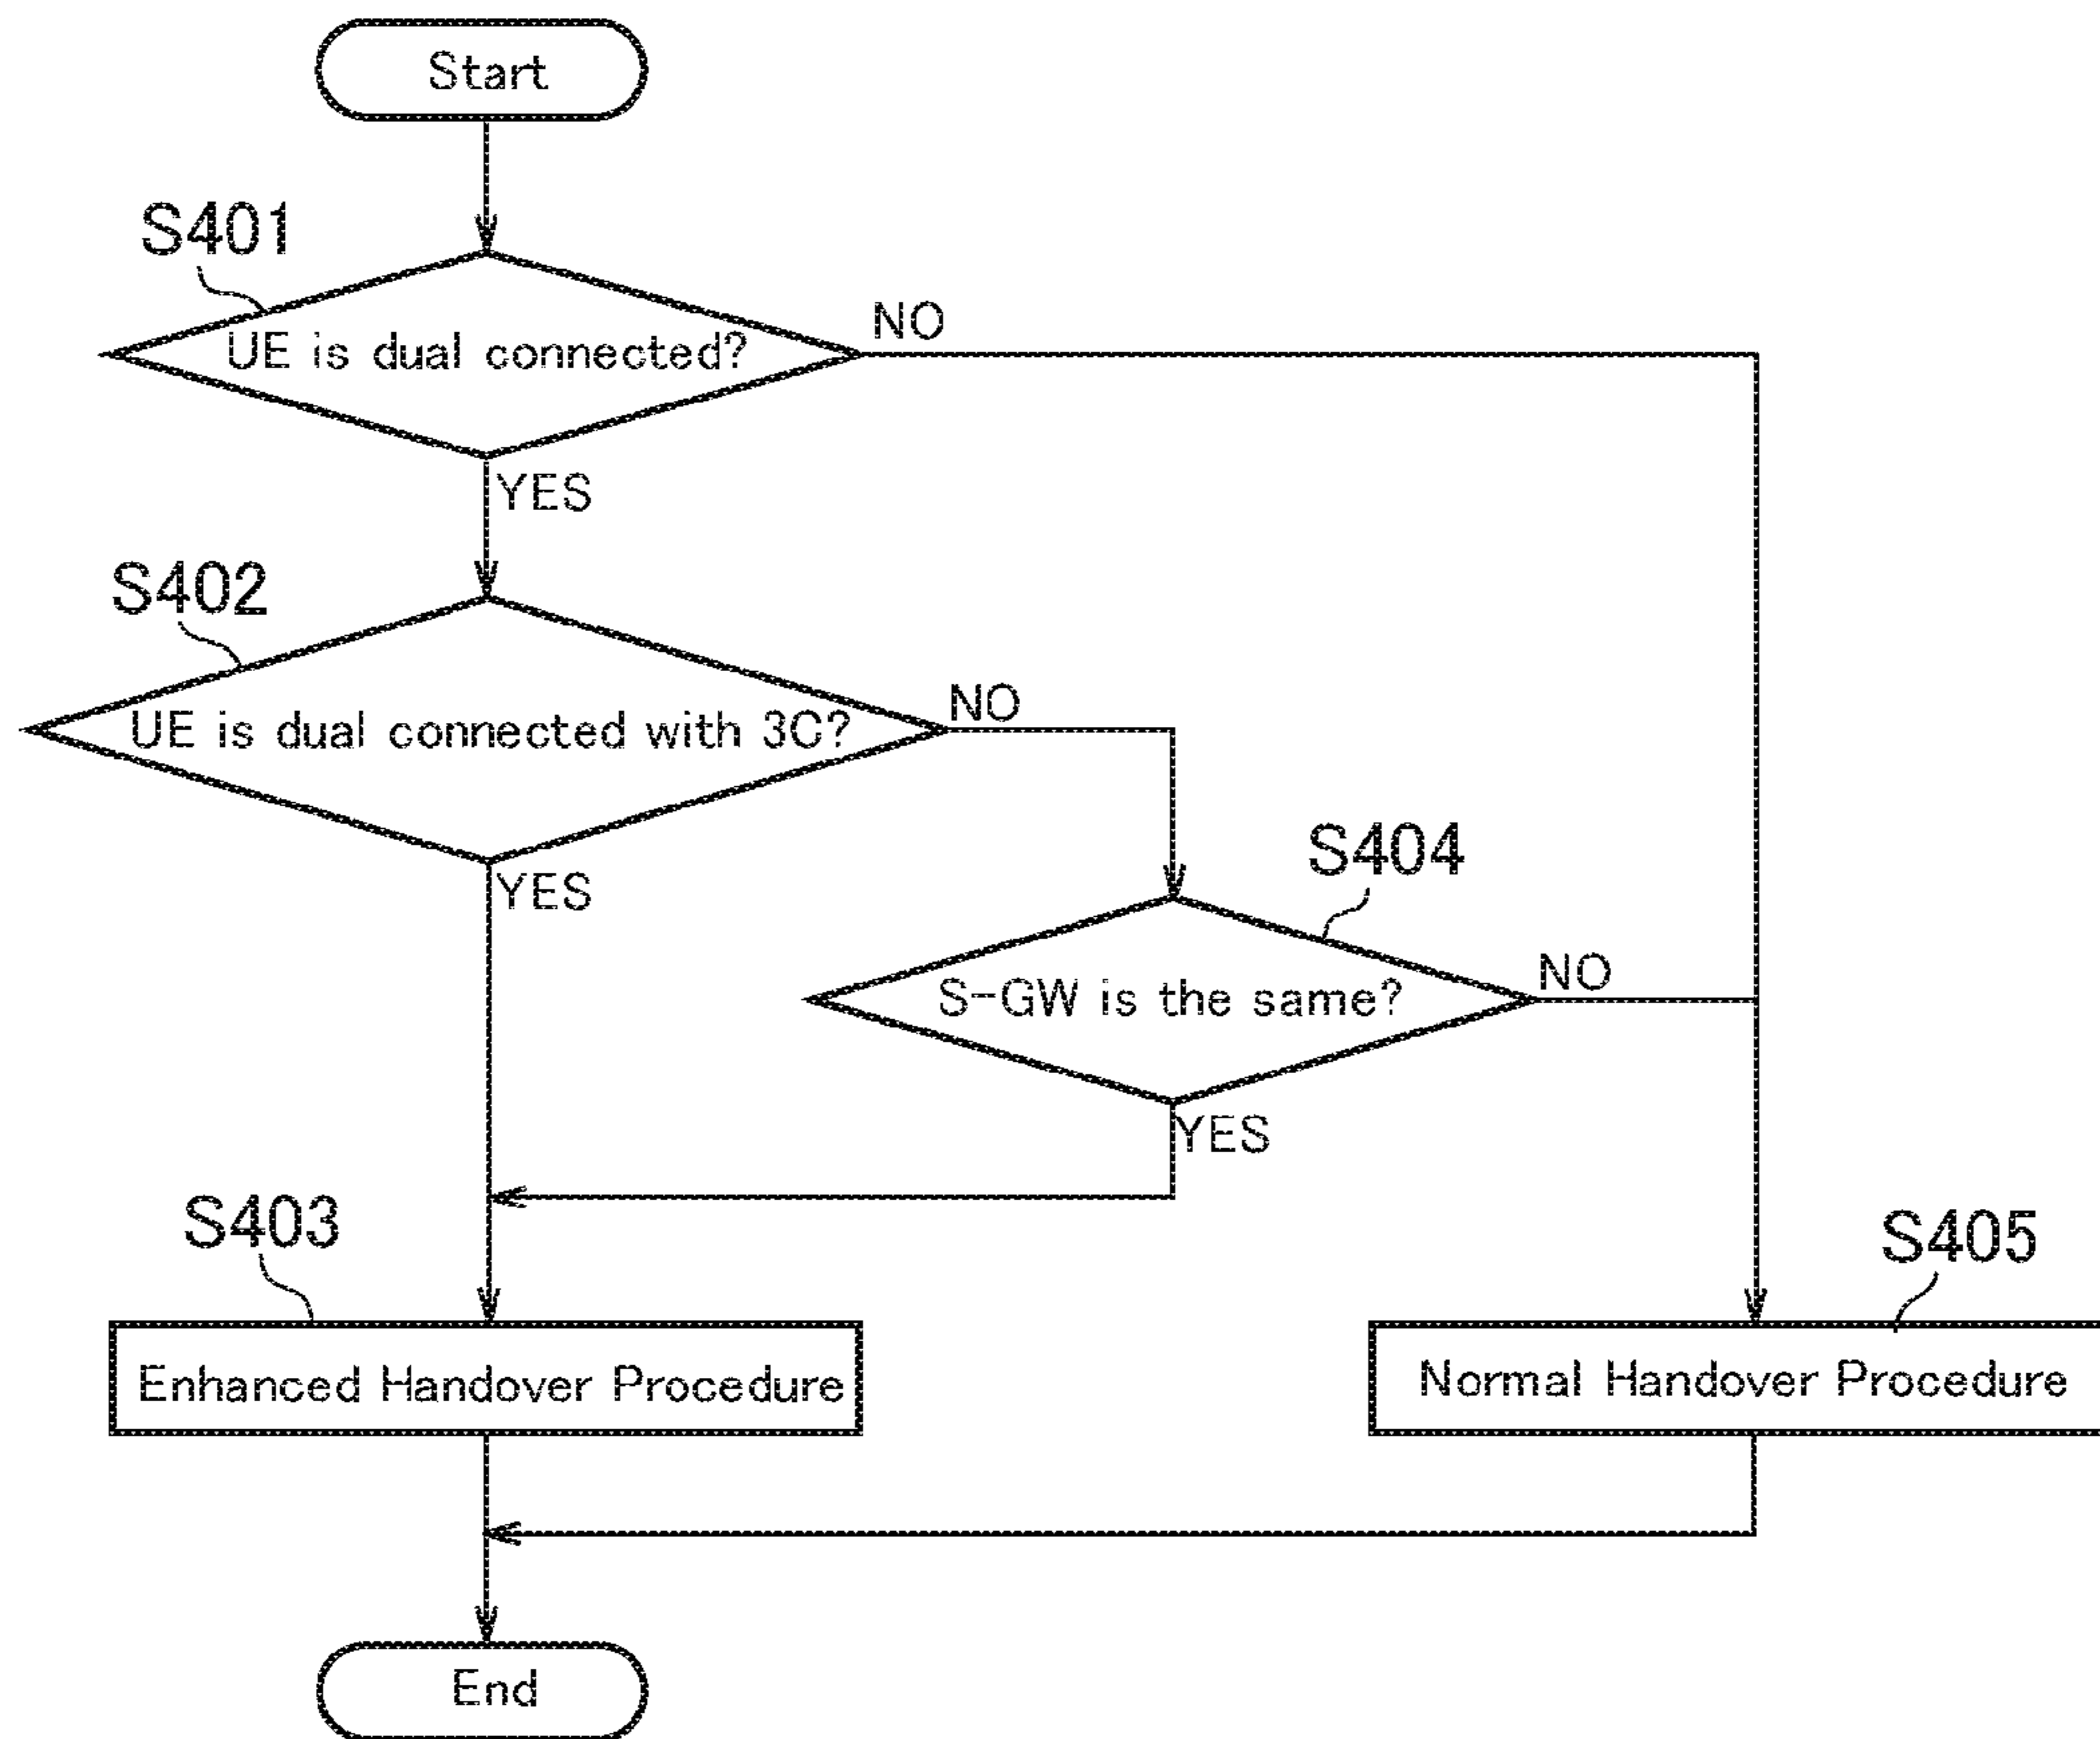 Start
S401
UE is dual connected?
NO
YES
S402
UE is dual connected with 3C?
NO
YES
S404
S-GW is the same?
NO
YES
S403
Enhanced Handover Procedure
S405
Normal Handover Procedure
End